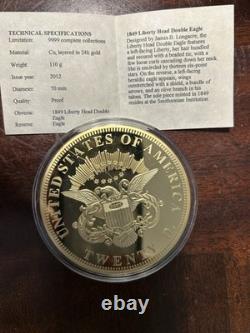 TECHNICAL SPECIFICATIONS
Limitation: 9999 complete collections
Material: Cu, layered in 24k gold
Weight: 110 g
Issue year: 2012
Diameter: 70 mm
Quality: Proof
Obverse: 1849 Liberty Head Double
Eagle
Eagle
1849 Liberty Head Double Eagle
Designed by James B. Longacre, the
Liberty Head Double Eagle features
a left-facing Liberty, her hair bundled
and secured with a beaded tie, with a
few loose curls cascading down her neck.
She is encircled by thirteen six-point
stars. On the reverse, a left-facing
heraldic eagle appears, wings
outspread, a shield before it, a bundle of
arrows, and an olive branch in his
talons. The sole piece minted in 1849
resides at the Smithsonian Institution.
UNITED STATES OF AMERICA
TWENTY D.